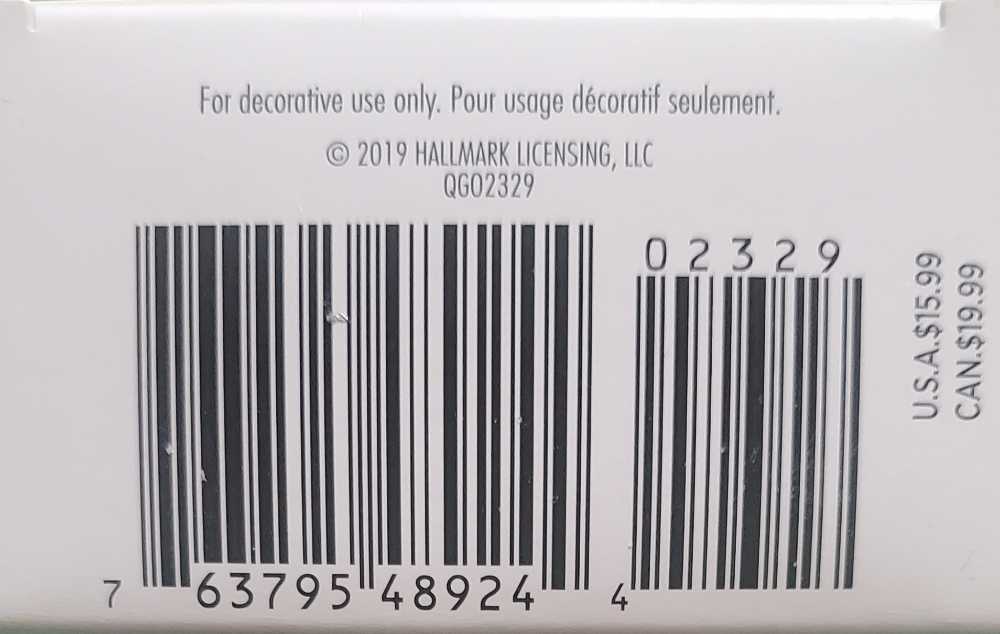 For decorative use only. Pour usage décoratif seulement.
© 2019 HALLMARK LICENSING, LLC
QGO2329
02329
7 63795 48924 4
U.S.A.$15.99
CAN.$19.99